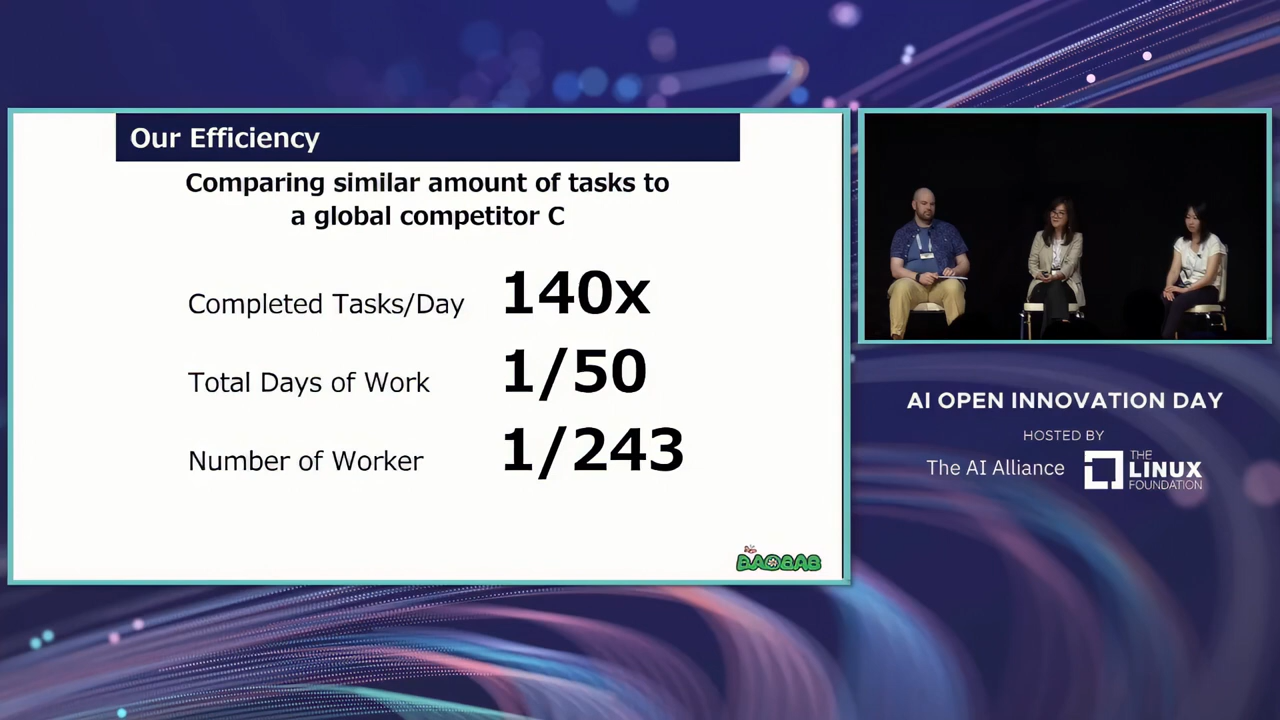 Our Efficiency
Comparing similar amount of tasks to
a global competitor C
Completed Tasks/Day 140x
Total Days of Work 1/50
Number of Worker 1/243
BAOBAB
AI OPEN INNOVATION DAY
HOSTED BY
The AI Alliance
THE
LINUX
FOUNDATION